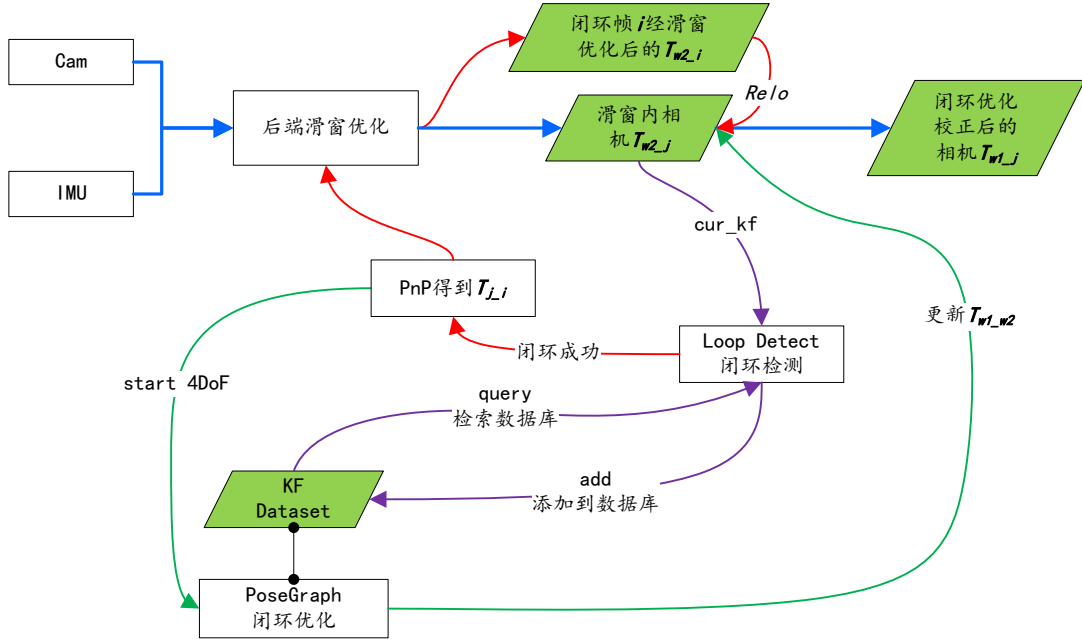 Cam
IMU
后端滑窗优化
闭环帧i经滑窗
优化后的Tw2_i
Relo
滑窗内相
机Tw2_j
闭环优化
校正后的
相机Tw1_j
cur_kf
PnP得到Tj_i
更新Tw1_w2
闭环成功
Loop Detect
闭环检测
start 4DoF
query
检索数据库
KF
Dataset
add
添加到数据库
PoseGraph
闭环优化